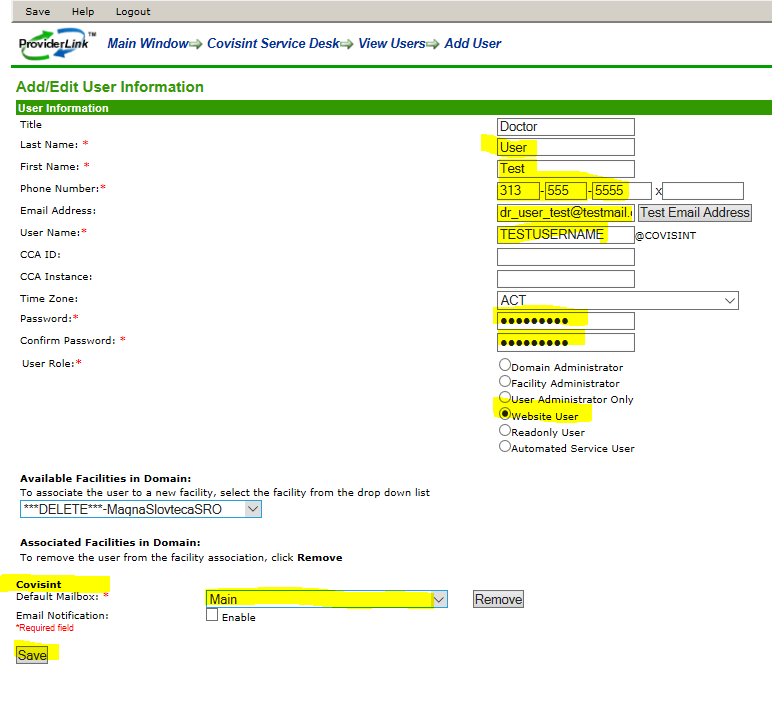 Save Help Logout
ProviderLink™ Main Window Covisint Service Desk View Users Add User
Add/Edit User Information
User Information
Title Doctor
Last Name: * User
First Name: * Test
Phone Number:* 313 - 555 - 5555 x
Email Address: dr_user_test@testmail. Test Email Address
User Name:* TESTUSERNAME @COVISINT
CCA ID:
CCA Instance:
Time Zone: ACT
Password:* ●●●●●●●●●
Confirm Password: * ●●●●●●●●●
User Role:* Domain Administrator
Facility Administrator
User Administrator Only
Website User
Readonly User
Automated Service User
Available Facilities in Domain:
To associate the user to a new facility, select the facility from the drop down list
***DELETE***-MagnaSlovtecaSRO
Associated Facilities in Domain:
To remove the user from the facility association, click Remove
Covisint
Default Mailbox: * Main Remove
Email Notification: Enable
*Required field
Save